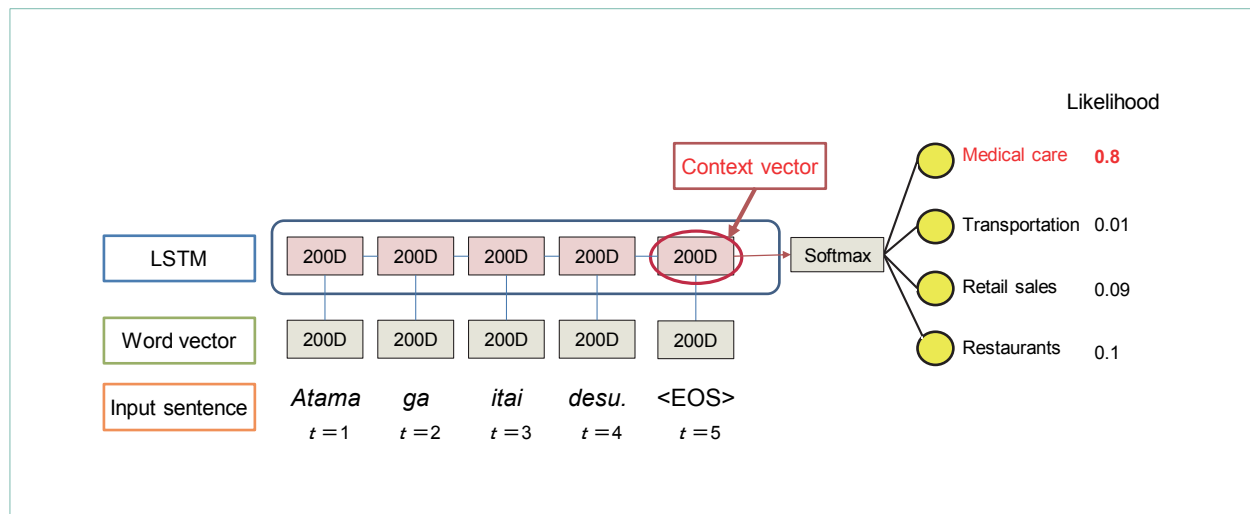 Likelihood
Medical care 0.8
Context vector
Transportation 0.01
LSTM 200D 200D 200D 200D 200D Softmax
Retail sales 0.09
Word vector 200D 200D 200D 200D 200D
Restaurants 0.1
Input sentence Atama ga itai desu. <EOS>
t=1 t=2 t=3 t=4 t=5